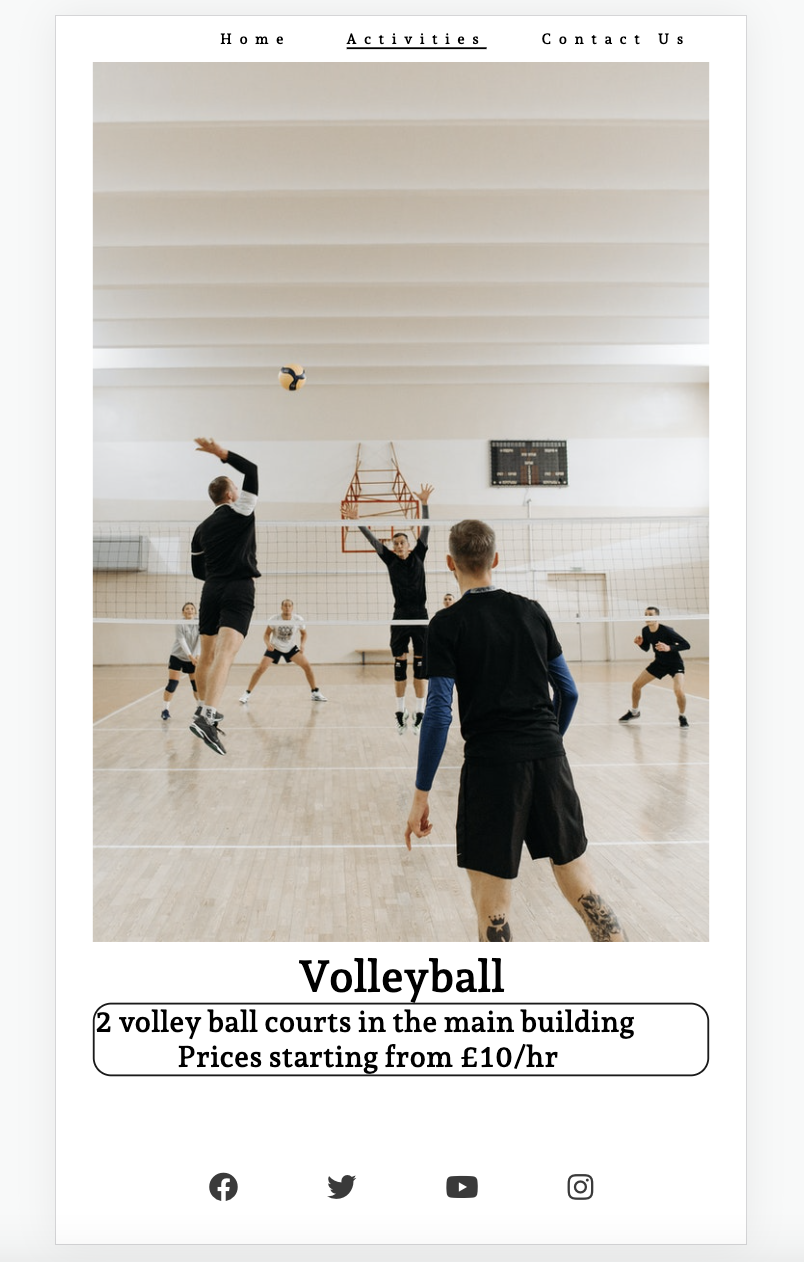 Home Activities Contact Us
Volleyball
2 volley ball courts in the main building
Prices starting from £10/hr